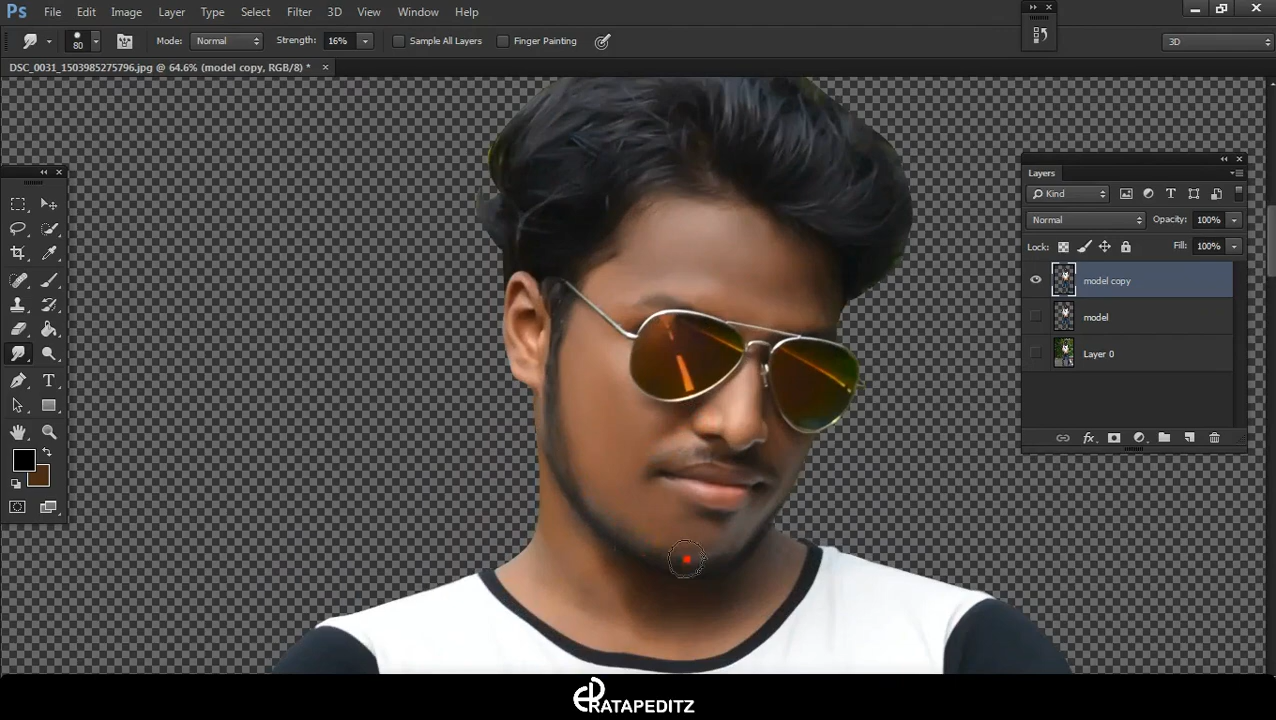 Ps File Edit Image Layer Type Select Filter 3D View Window Help
80 Mode: Normal Strength: 16% Sample All Layers Finger Painting 3D
DSC_0031_1503985275796.jpg @ 64.6% (model copy, RGB/8) *
Layers
Kind
Normal Opacity: 100%
Lock: Fill: 100%
model copy
model
Layer 0
RATAPEDITZ